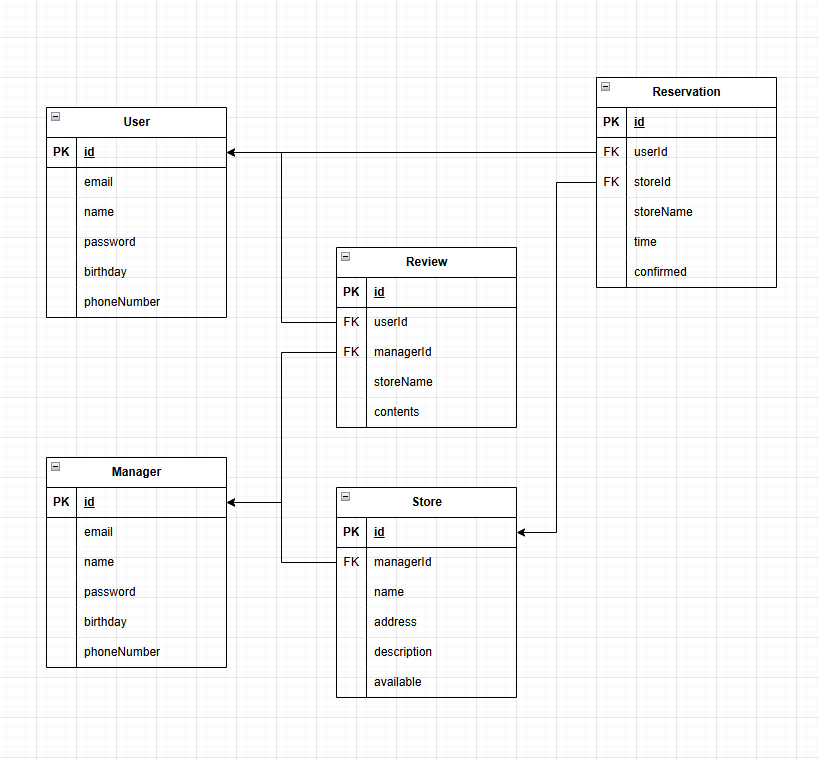 User
PK id
email
name
password
birthday
phoneNumber
Reservation
PK id
FK userId
FK storeId
storeName
time
confirmed
Review
PK id
FK userId
FK managerId
storeName
contents
Manager
PK id
email
name
password
birthday
phoneNumber
Store
PK id
FK managerId
name
address
description
available